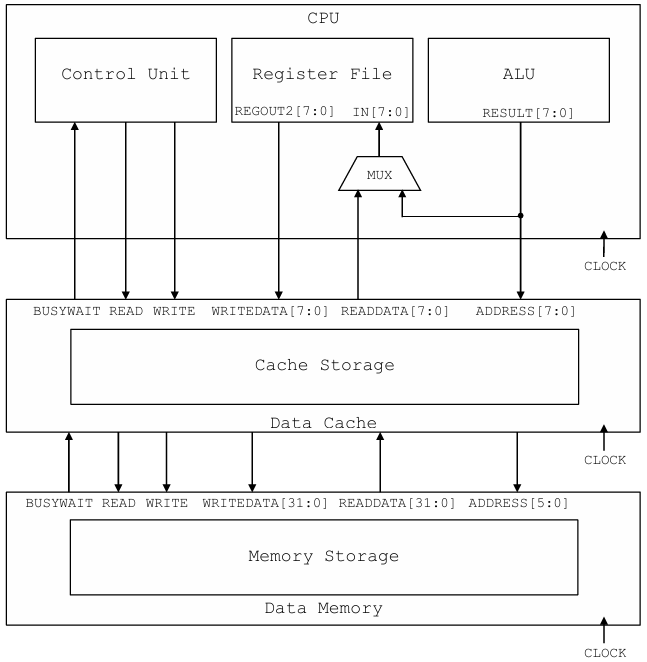 CPU
Control Unit
Register File
ALU
REGOUT2[7:0] IN[7:0]
RESULT[7:0]
MUX
CLOCK
BUSYWAIT READ WRITE WRITEDATA[7:0] READDATA[7:0] ADDRESS[7:0]
Cache Storage
Data Cache
CLOCK
BUSYWAIT READ WRITE WRITEDATA[31:0] READDATA[31:0] ADDRESS[5:0]
Memory Storage
Data Memory
CLOCK